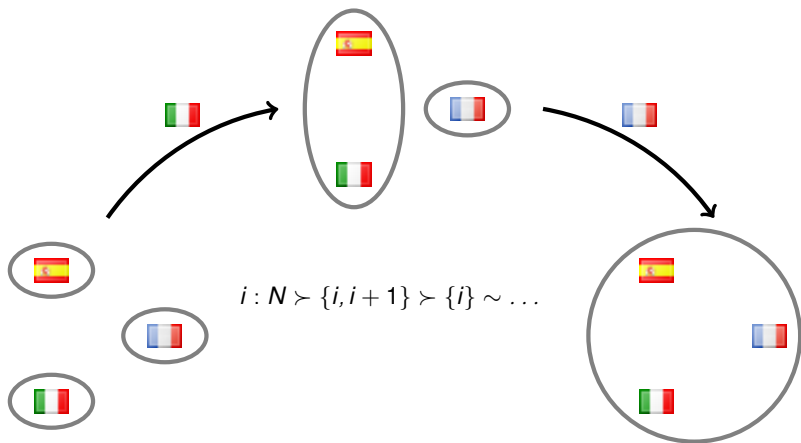 i : N ≻ {i, i + 1} ≻ {i} ∼ . . .